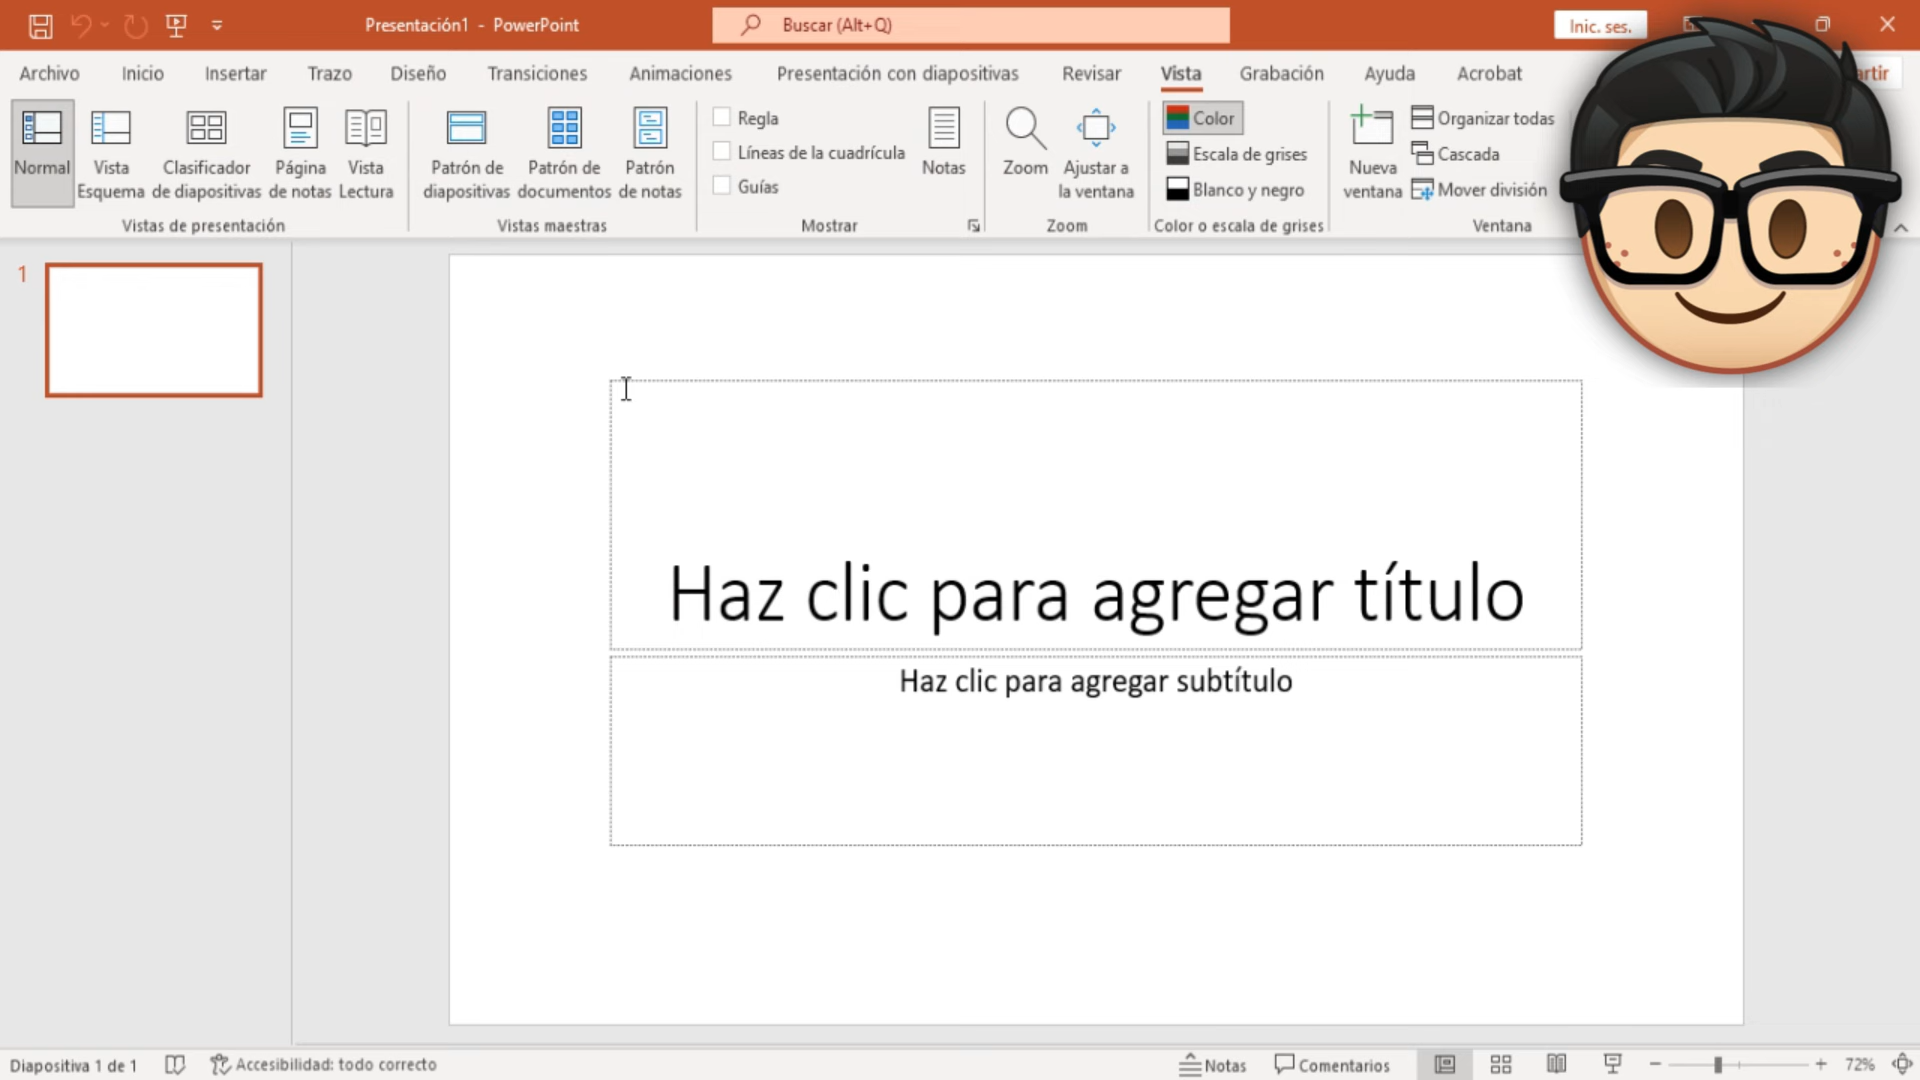 Presentación1 - PowerPoint
Buscar (Alt+Q)
Inic. ses.
Archivo Inicio Insertar Trazo Diseño Transiciones Animaciones Presentación con diapositivas Revisar Vista Grabación Ayuda Acrobat
Normal
Vista Esquema
Clasificador de diapositivas
Página de notas
Vista Lectura
Vistas de presentación
Patrón de diapositivas
Patrón de documentos
Patrón de notas
Vistas maestras
Regla
Líneas de la cuadrícula
Guías
Notas
Mostrar
Zoom
Ajustar a la ventana
Zoom
Color
Escala de grises
Blanco y negro
Color o escala de grises
Nueva ventana
Organizar todas
Cascada
Mover división
Ventana
1
Haz clic para agregar título
Haz clic para agregar subtítulo
Diapositiva 1 de 1
Accesibilidad: todo correcto
Notas
Comentarios
72%